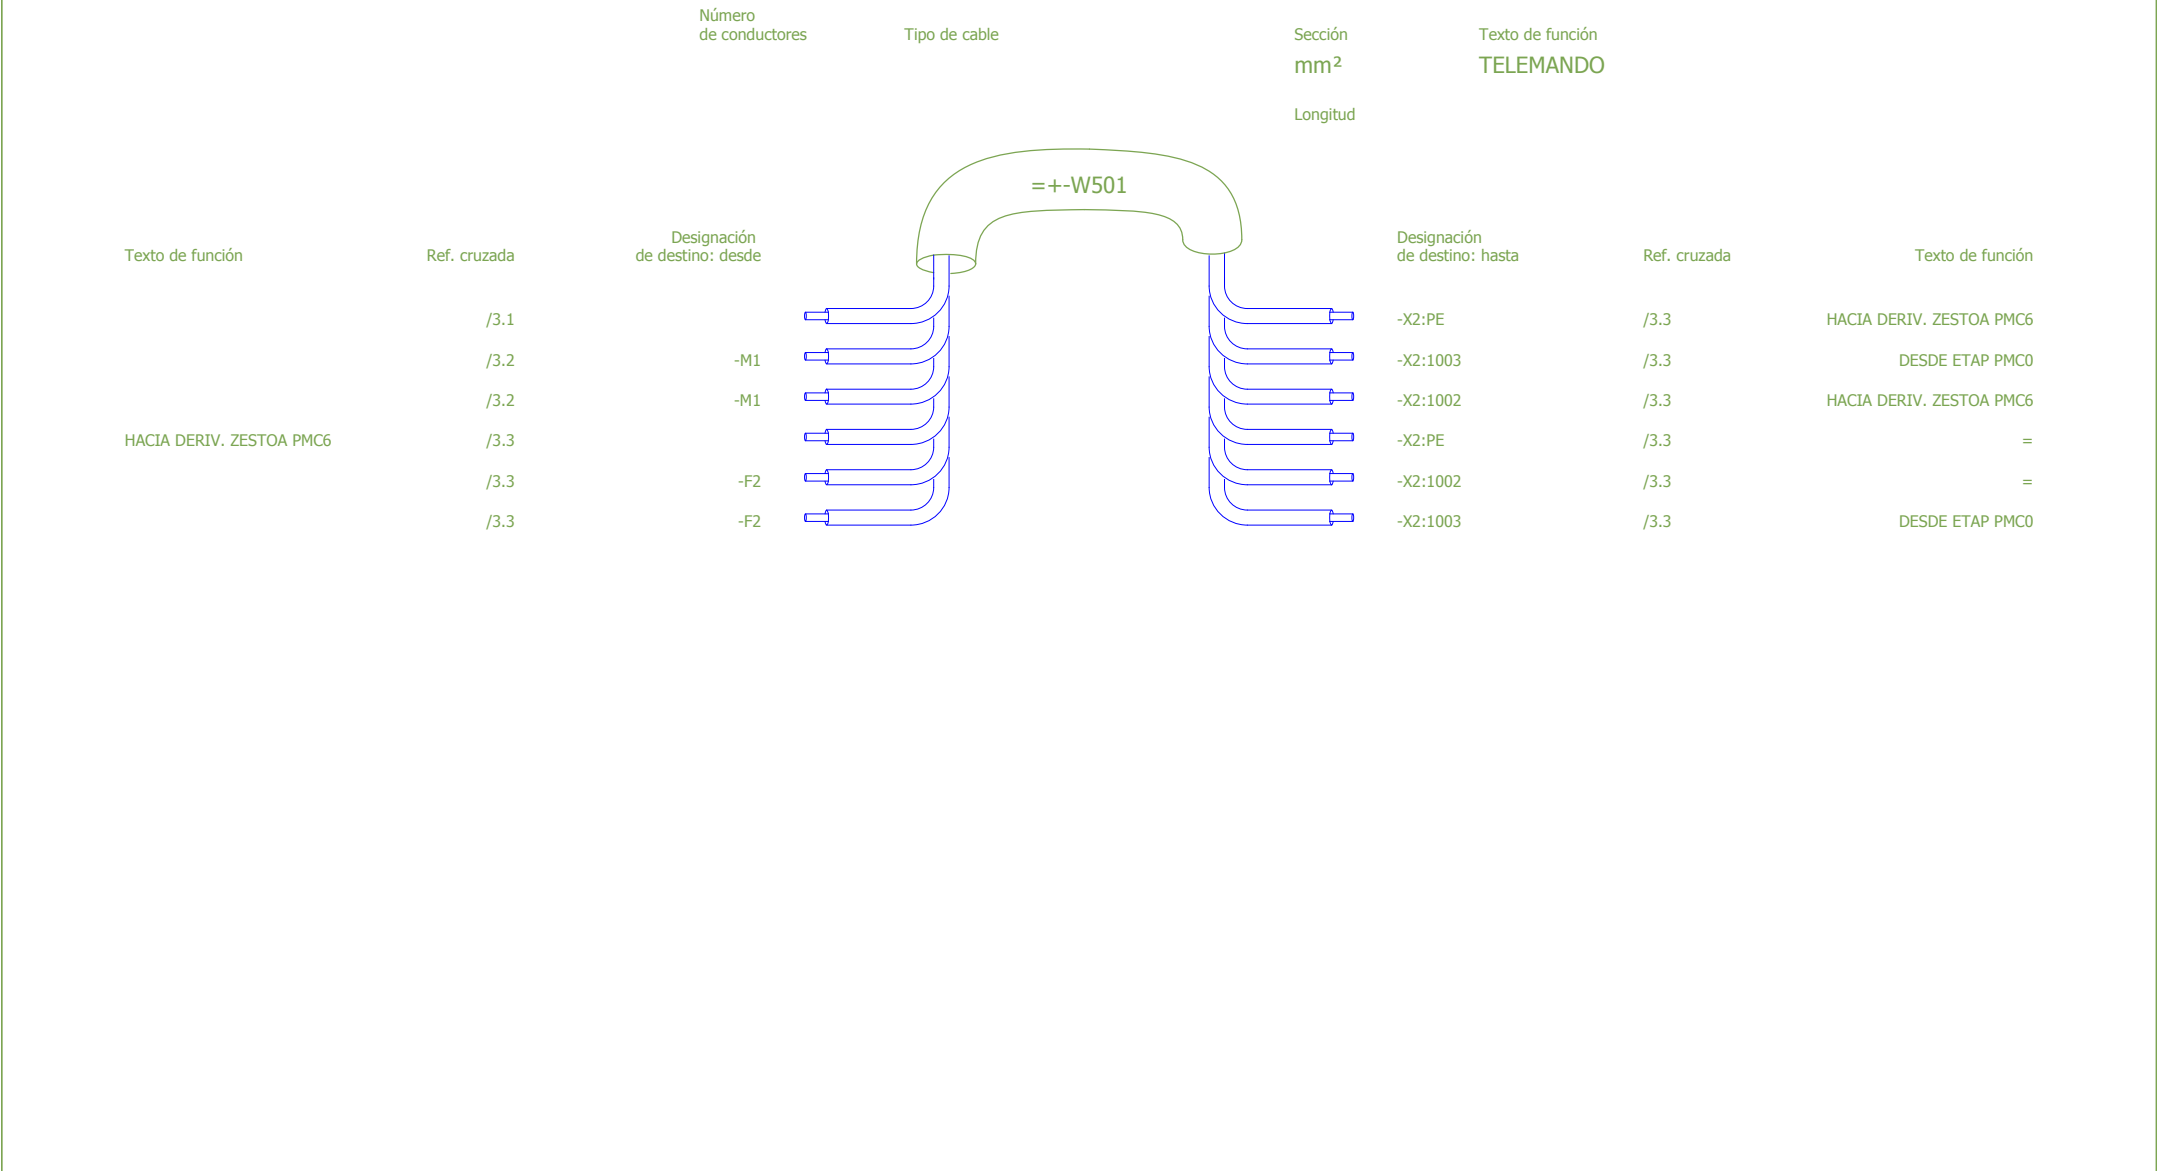 Número
de conductores
Tipo de cable
Sección
Texto de función
mm²
TELEMANDO
Longitud
=+-W501
Texto de función
Ref. cruzada
Designación
de destino: desde
Designación
de destino: hasta
Ref. cruzada
Texto de función
/3.1 -X2:PE /3.3 HACIA DERIV. ZESTOA PMC6
/3.2 -M1 -X2:1003 /3.3 DESDE ETAP PMC0
/3.2 -M1 -X2:1002 /3.3 HACIA DERIV. ZESTOA PMC6
HACIA DERIV. ZESTOA PMC6 /3.3 -X2:PE /3.3 =
/3.3 -F2 -X2:1002 /3.3 =
/3.3 -F2 -X2:1003 /3.3 DESDE ETAP PMC0